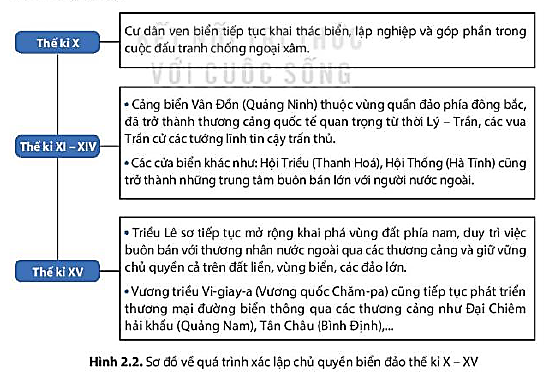 KẾT NỐI TRI THỨC
VỚI CUỘC SỐNG
Thế kỉ X
Cư dân ven biển tiếp tục khai thác biển, lập nghiệp và góp phần trong
cuộc đấu tranh chống ngoại xâm.
Thế kỉ XI – XIV
• Cảng biển Vân Đồn (Quảng Ninh) thuộc vùng quần đảo phía đông bắc,
đã trở thành thương cảng quốc tế quan trọng từ thời Lý – Trần, các vua
Trần cử các tướng lĩnh tin cậy trấn thủ.
• Các cửa biển khác như: Hội Triều (Thanh Hoá), Hội Thống (Hà Tĩnh) cũng
trở thành những trung tâm buôn bán lớn với người nước ngoài.
Thế kỉ XV
• Triều Lê sơ tiếp tục mở rộng khai phá vùng đất phía nam, duy trì việc
buôn bán với thương nhân nước ngoài qua các thương cảng và giữ vững
chủ quyền cả trên đất liền, vùng biển, các đảo lớn.
• Vương triều Vi-giay-a (Vương quốc Chăm-pa) cũng tiếp tục phát triển
thương mại đường biển thông qua các thương cảng như Đại Chiêm
hải khẩu (Quảng Nam), Tân Châu (Bình Định),...
Hình 2.2. Sơ đồ về quá trình xác lập chủ quyền biển đảo thế kỉ X – XV